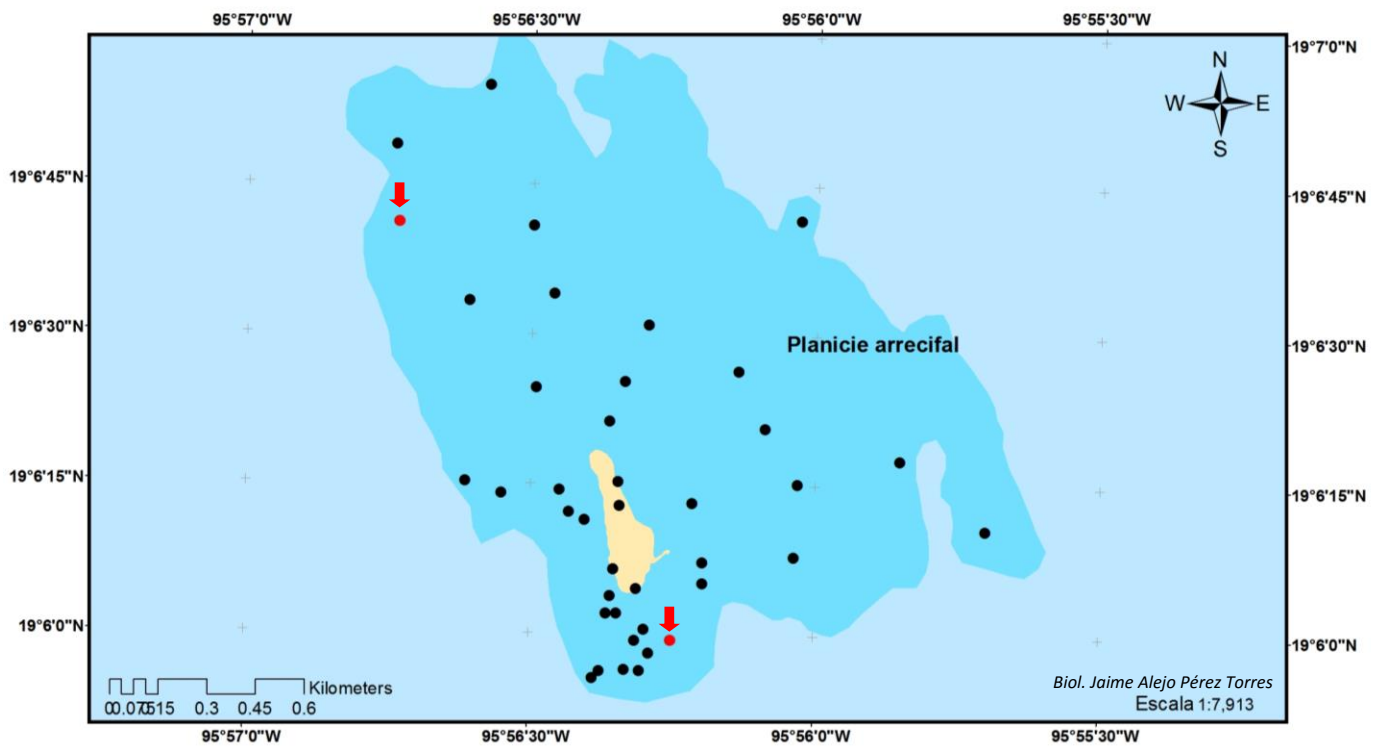 95°57'0"W 95°56'30"W 95°56'0"W 95°55'30"W
19°7'0"N
N
W E
S
19°6'45"N 19°6'45"N
19°6'30"N 19°6'30"N
Planicie arrecifal
19°6'15"N 19°6'15"N
19°6'0"N 19°6'0"N
Biol. Jaime Alejo Pérez Torres
Kilometers
Escala 1:7,913
0 0.075 0.15 0.3 0.45 0.6
95°57'0"W 95°56'30"W 95°56'0"W 95°55'30"W